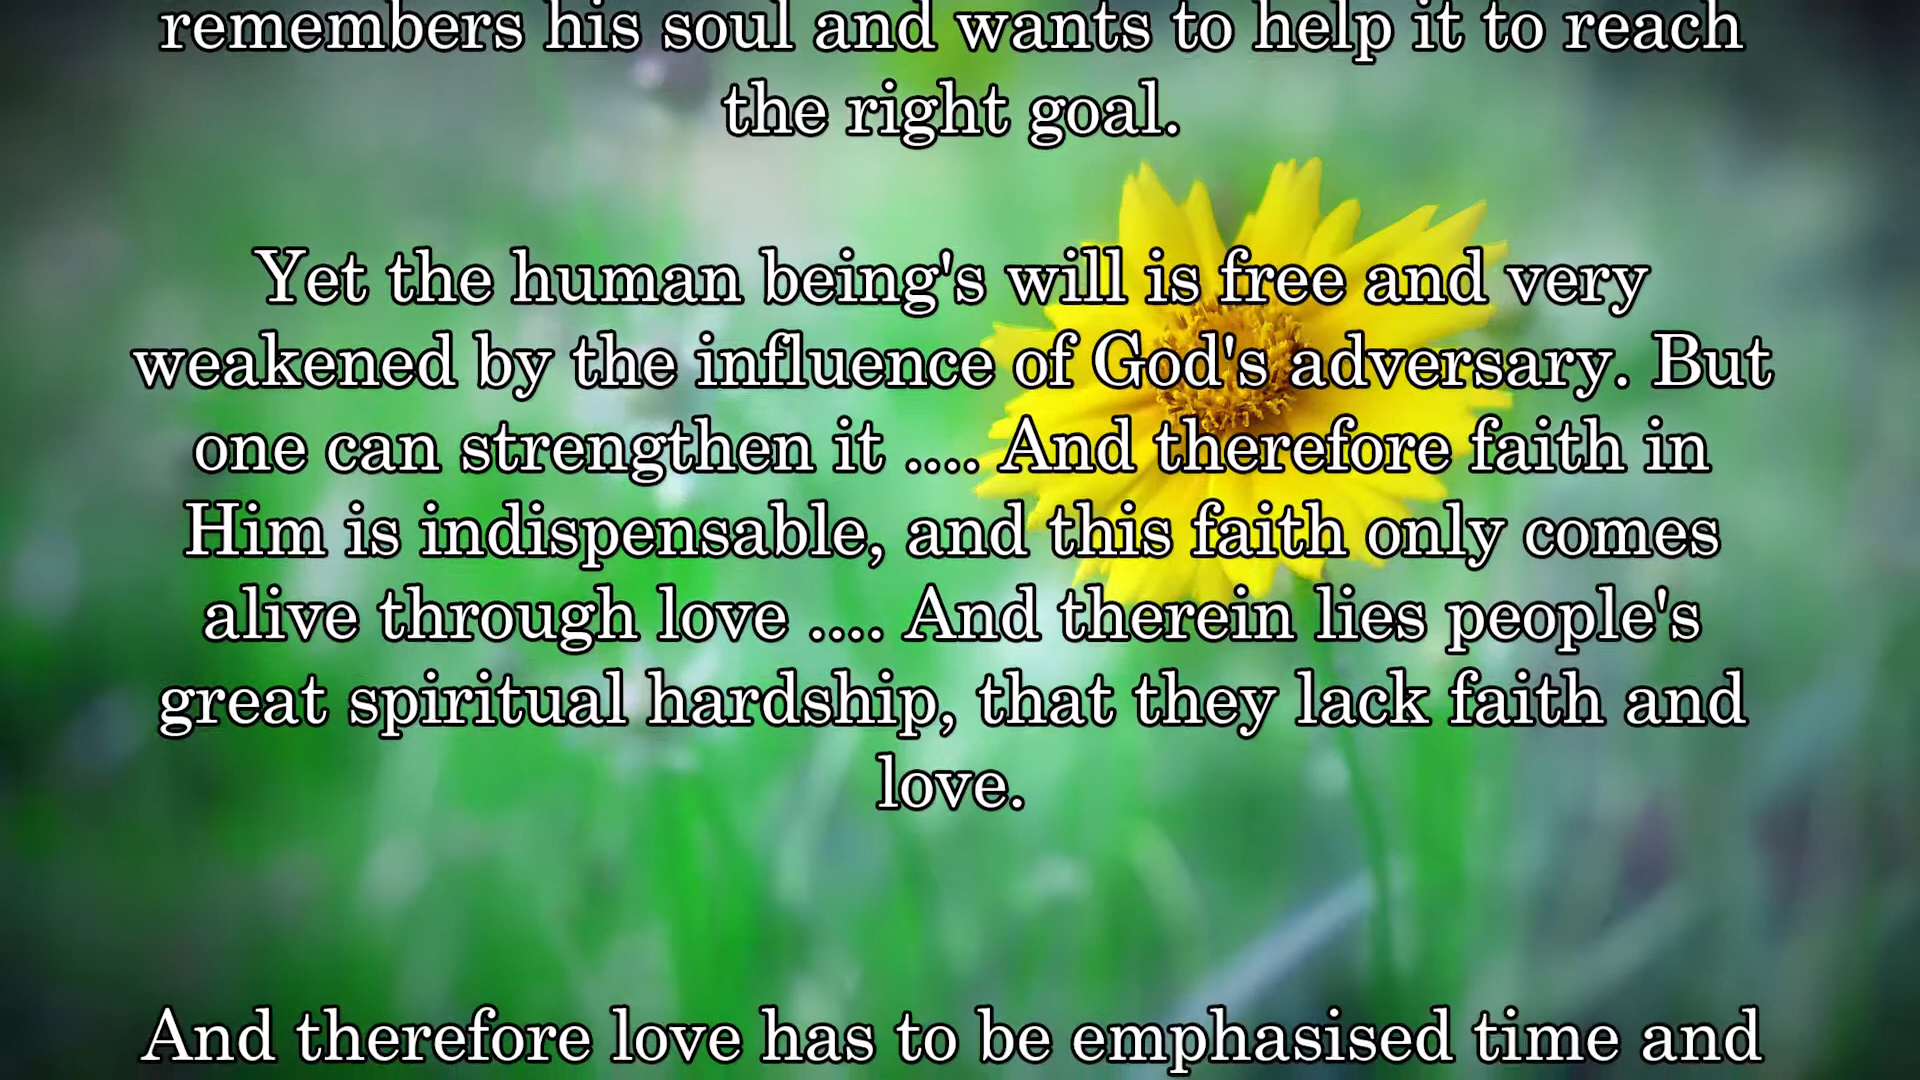 remembers his soul and wants to help it to reach
the right goal.
Yet the human being's will is free and very
weakened by the influence of God's adversary. But
one can strengthen it .... And therefore faith in
Him is indispensable, and this faith only comes
alive through love .... And therein lies people's
great spiritual hardship, that they lack faith and
love.
And therefore love has to be emphasised time and